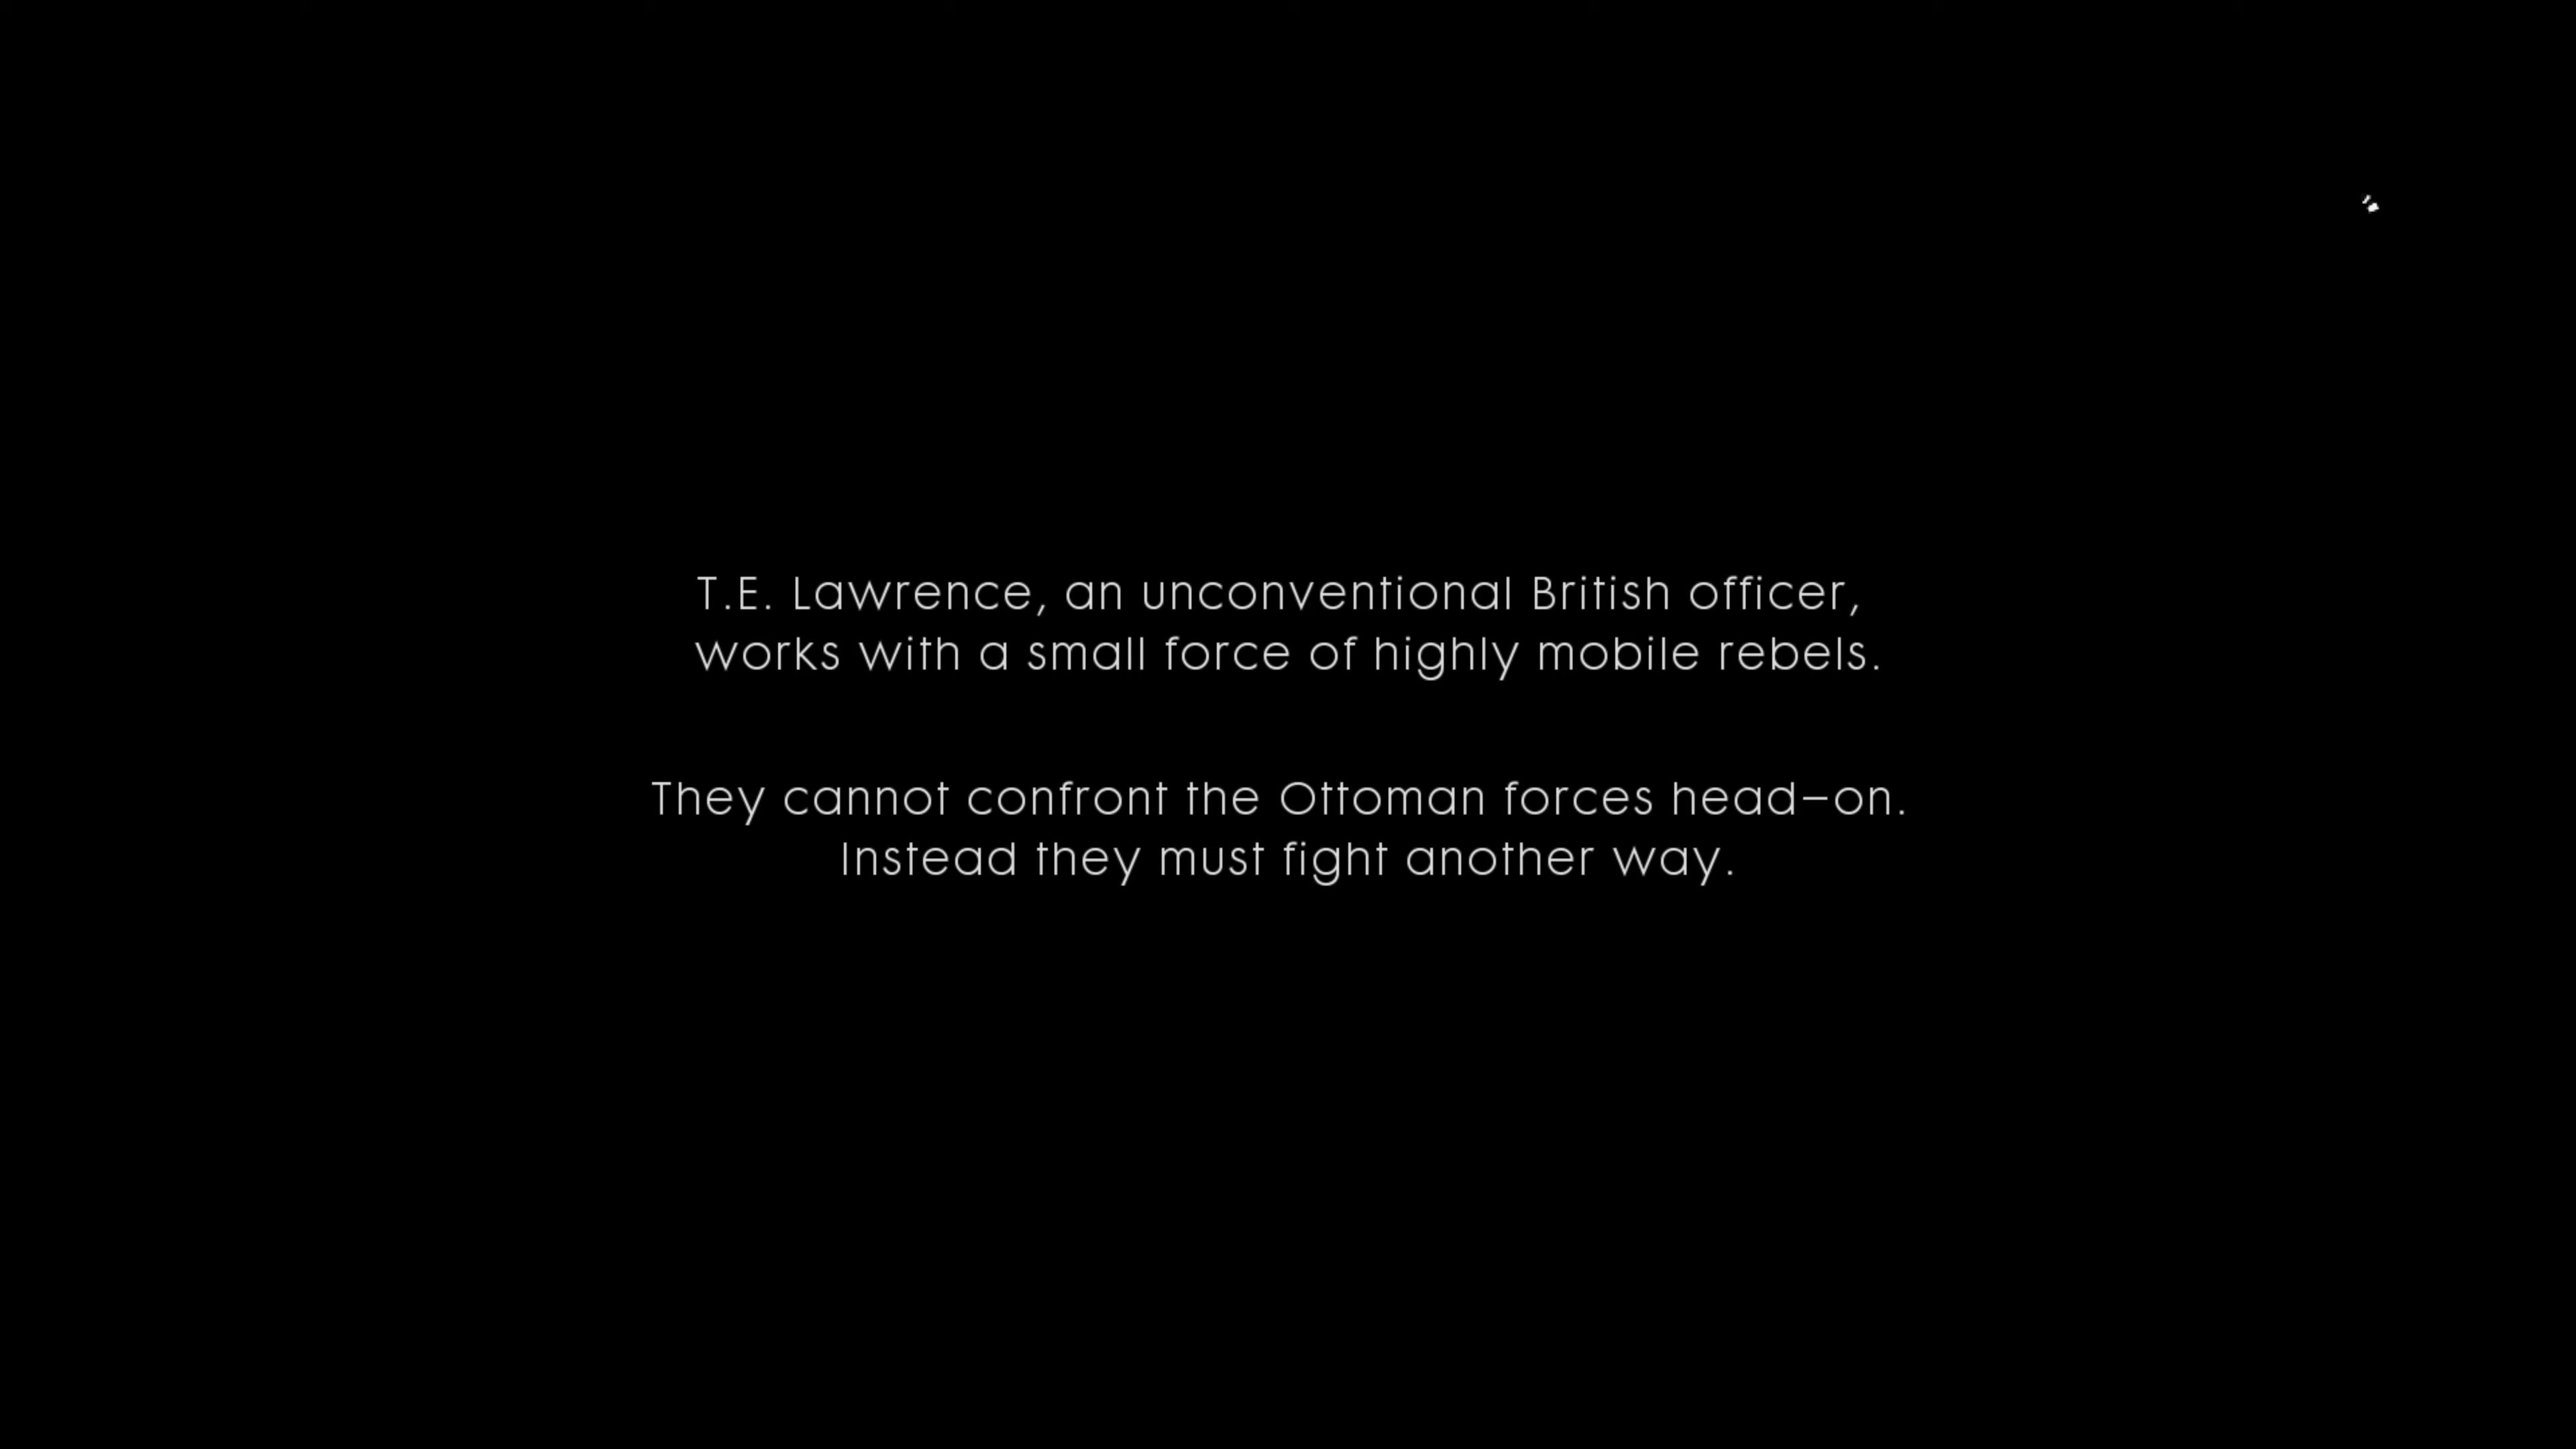 T.E. Lawrence, an unconventional British officer,
works with a small force of highly mobile rebels.
They cannot confront the Ottoman forces head-on.
Instead they must fight another way.